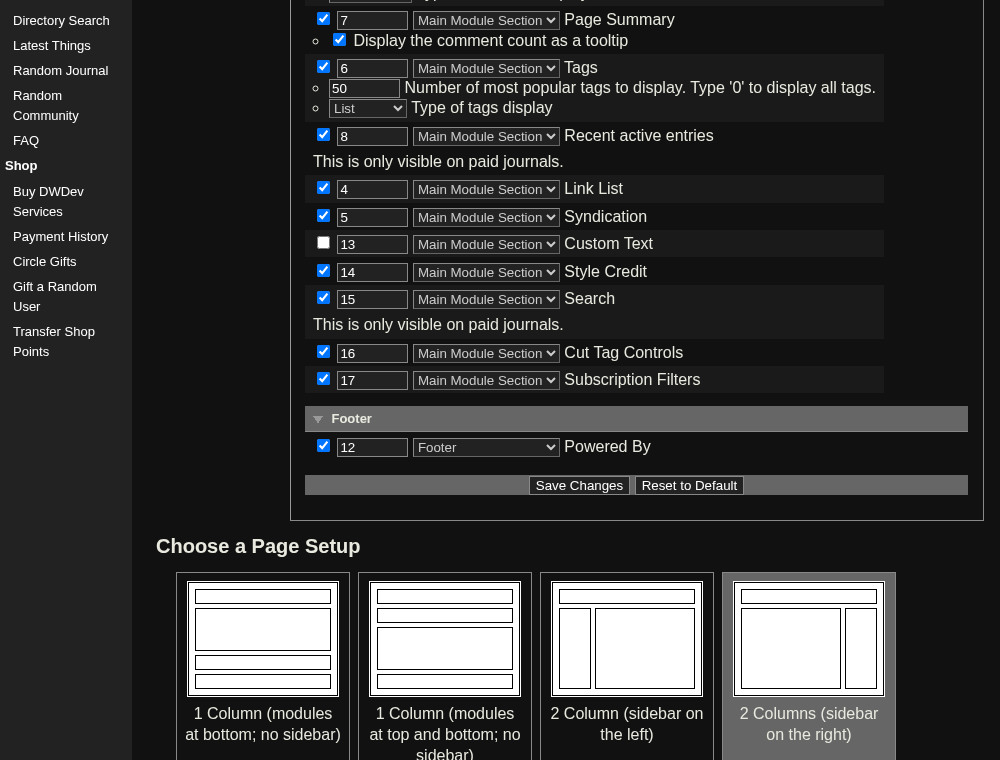 Directory Search
Latest Things
Random Journal
Random
Community
FAQ
Shop
Buy DWDev
Services
Payment History
Circle Gifts
Gift a Random
User
Transfer Shop
Points
7 Main Module Section Page Summary
Display the comment count as a tooltip
6 Main Module Section Tags
50 Number of most popular tags to display. Type '0' to display all tags.
List Type of tags display
8 Main Module Section Recent active entries
This is only visible on paid journals.
4 Main Module Section Link List
5 Main Module Section Syndication
13 Main Module Section Custom Text
14 Main Module Section Style Credit
15 Main Module Section Search
This is only visible on paid journals.
16 Main Module Section Cut Tag Controls
17 Main Module Section Subscription Filters
Footer
12 Footer Powered By
Save Changes Reset to Default
Choose a Page Setup
1 Column (modules
at bottom; no sidebar)
1 Column (modules
at top and bottom; no
sidebar)
2 Column (sidebar on
the left)
2 Columns (sidebar
on the right)